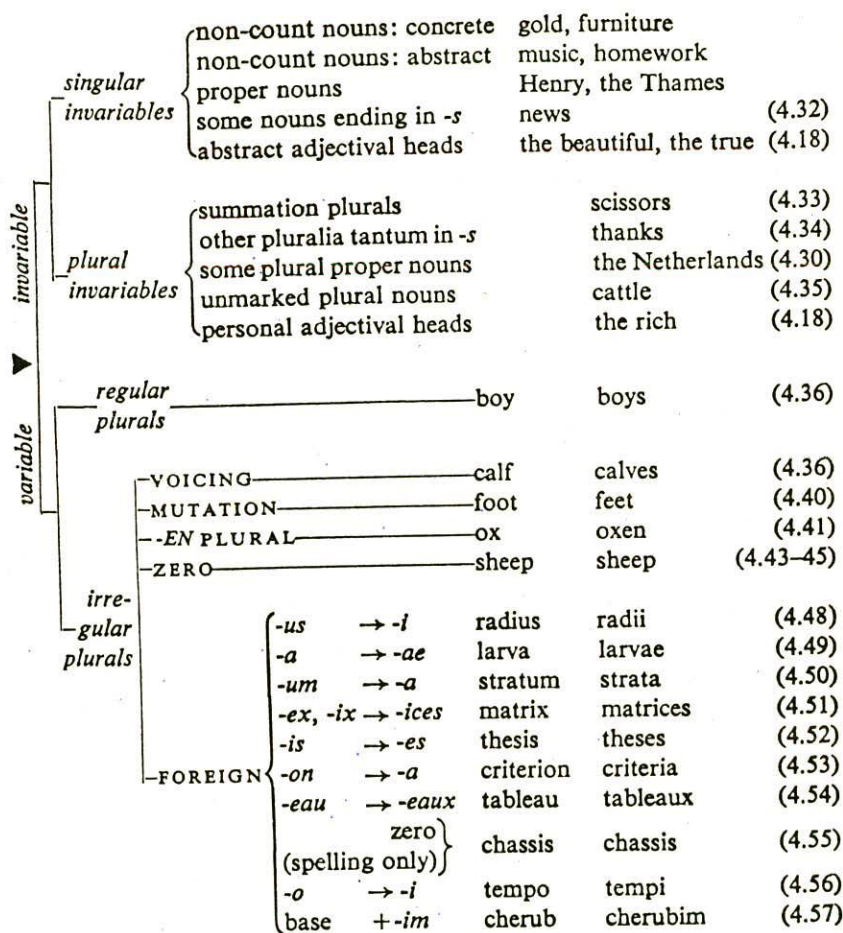 non-count nouns: concrete gold, furniture
non-count nouns: abstract music, homework
singular invariables
proper nouns Henry, the Thames
some nouns ending in -s news (4.32)
abstract adjectival heads the beautiful, the true (4.18)
invariable
summation plurals scissors (4.33)
other pluralia tantum in -s thanks (4.34)
plural invariables
some plural proper nouns the Netherlands (4.30)
unmarked plural nouns cattle (4.35)
personal adjectival heads the rich (4.18)
variable
regular plurals boy boys (4.36)
irre-
gular
plurals
VOICING calf calves (4.36)
MUTATION foot feet (4.40)
-EN PLURAL ox oxen (4.41)
ZERO sheep sheep (4.43–45)
FOREIGN
-us → -i radius radii (4.48)
-a → -ae larva larvae (4.49)
-um → -a stratum strata (4.50)
-ex, -ix → -ices matrix matrices (4.51)
-is → -es thesis theses (4.52)
-on → -a criterion criteria (4.53)
-eau → -eaux tableau tableaux (4.54)
zero
(spelling only) chassis chassis (4.55)
-o → -i tempo tempi (4.56)
base + -im cherub cherubim (4.57)